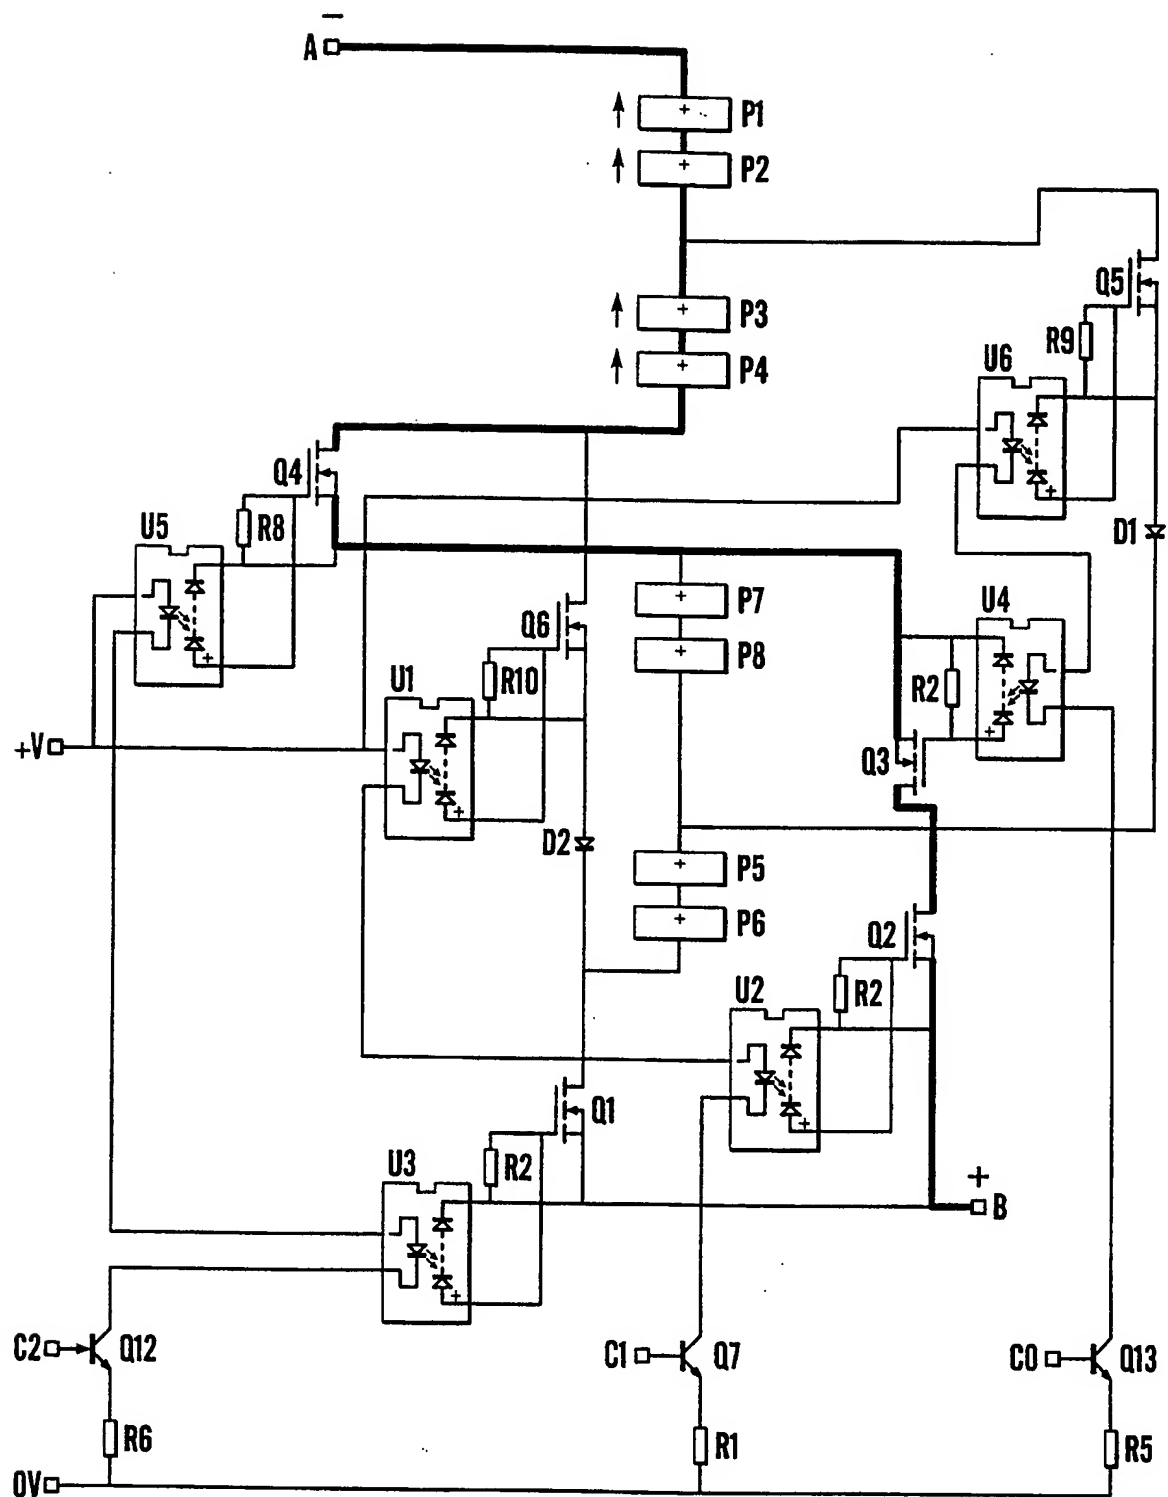 −
A
+ P1
+ P2
Q5
+ P3
R9
+ P4
U6
Q4
+
R8
U5
D1
+ P7
U4
Q6
+
+ P8
U1
R10
R2
+V
+
Q3
+
D2
+ P5
+ P6
Q2
U2
R2
Q1
+
U3
R2
+
B
+
C2
Q12
C1
Q7
C0
Q13
R6
R1
R5
0V